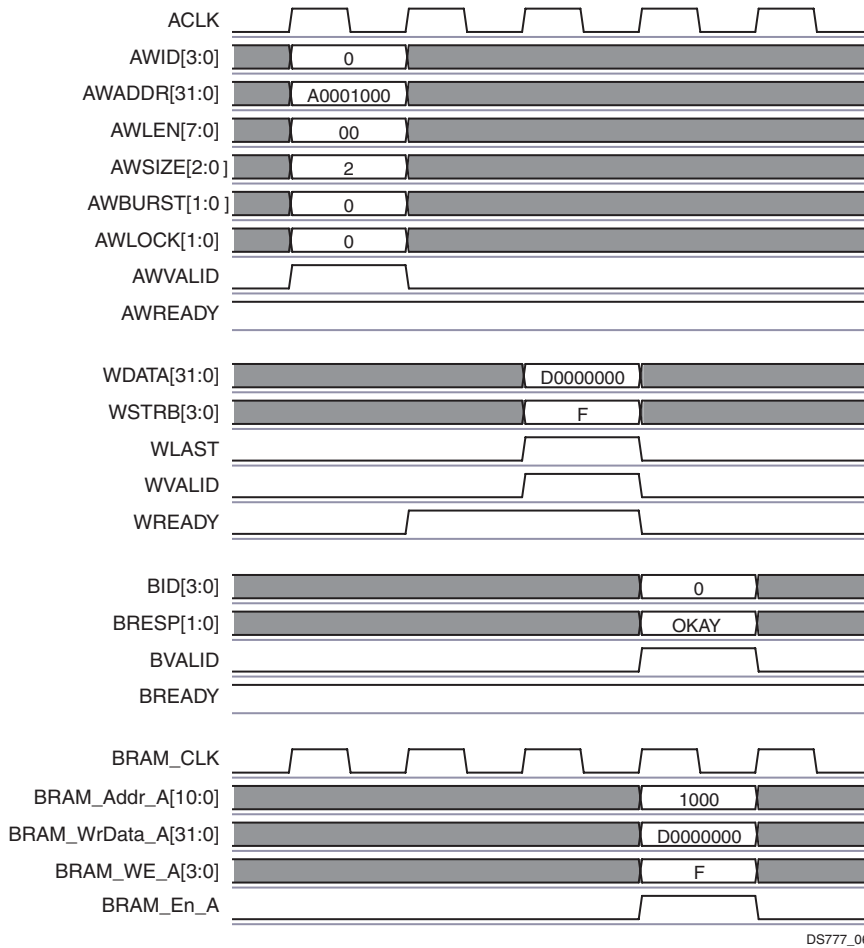 ACLK
AWID[3:0] 0
AWADDR[31:0] A0001000
AWLEN[7:0] 00
AWSIZE[2:0 ] 2
AWBURST[1:0 ] 0
AWLOCK[1:0] 0
AWVALID
AWREADY
WDATA[31:0] D0000000
WSTRB[3:0] F
WLAST
WVALID
WREADY
BID[3:0] 0
BRESP[1:0] OKAY
BVALID
BREADY
BRAM_CLK
BRAM_Addr_A[10:0] 1000
BRAM_WrData_A[31:0] D0000000
BRAM_WE_A[3:0] F
BRAM_En_A
DS777_06